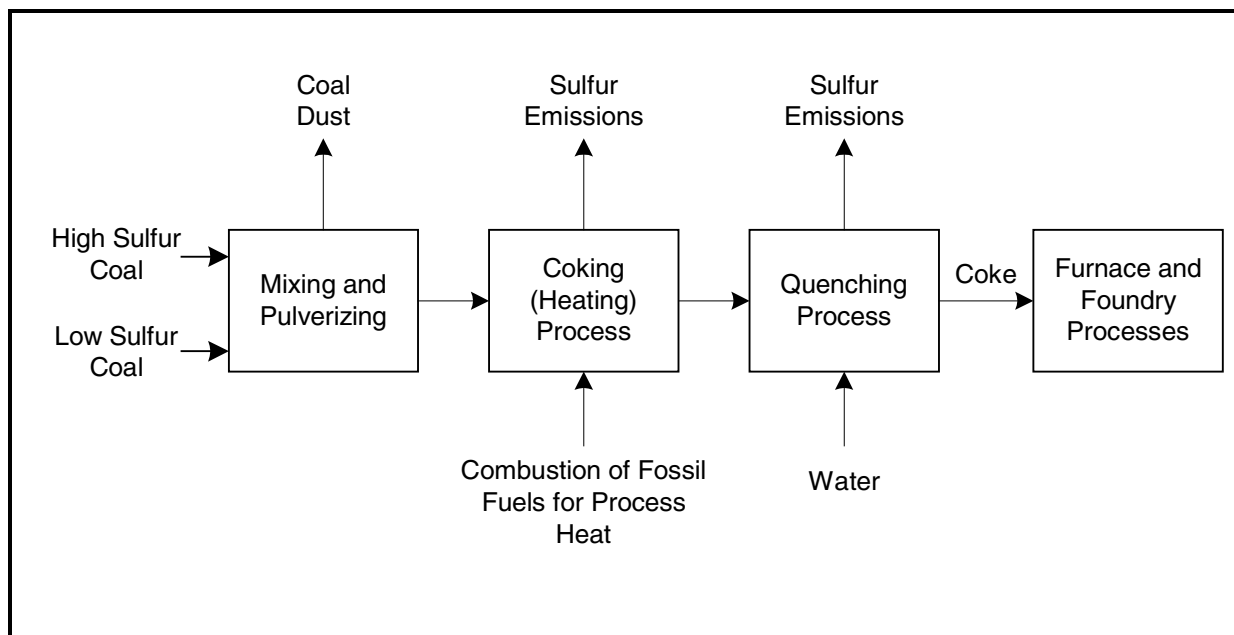 Coal
Dust
Sulfur
Emissions
Sulfur
Emissions
High Sulfur
Coal
Low Sulfur
Coal
Mixing and
Pulverizing
Coking
(Heating)
Process
Quenching
Process
Coke
Furnace and
Foundry
Processes
Combustion of Fossil
Fuels for Process
Heat
Water